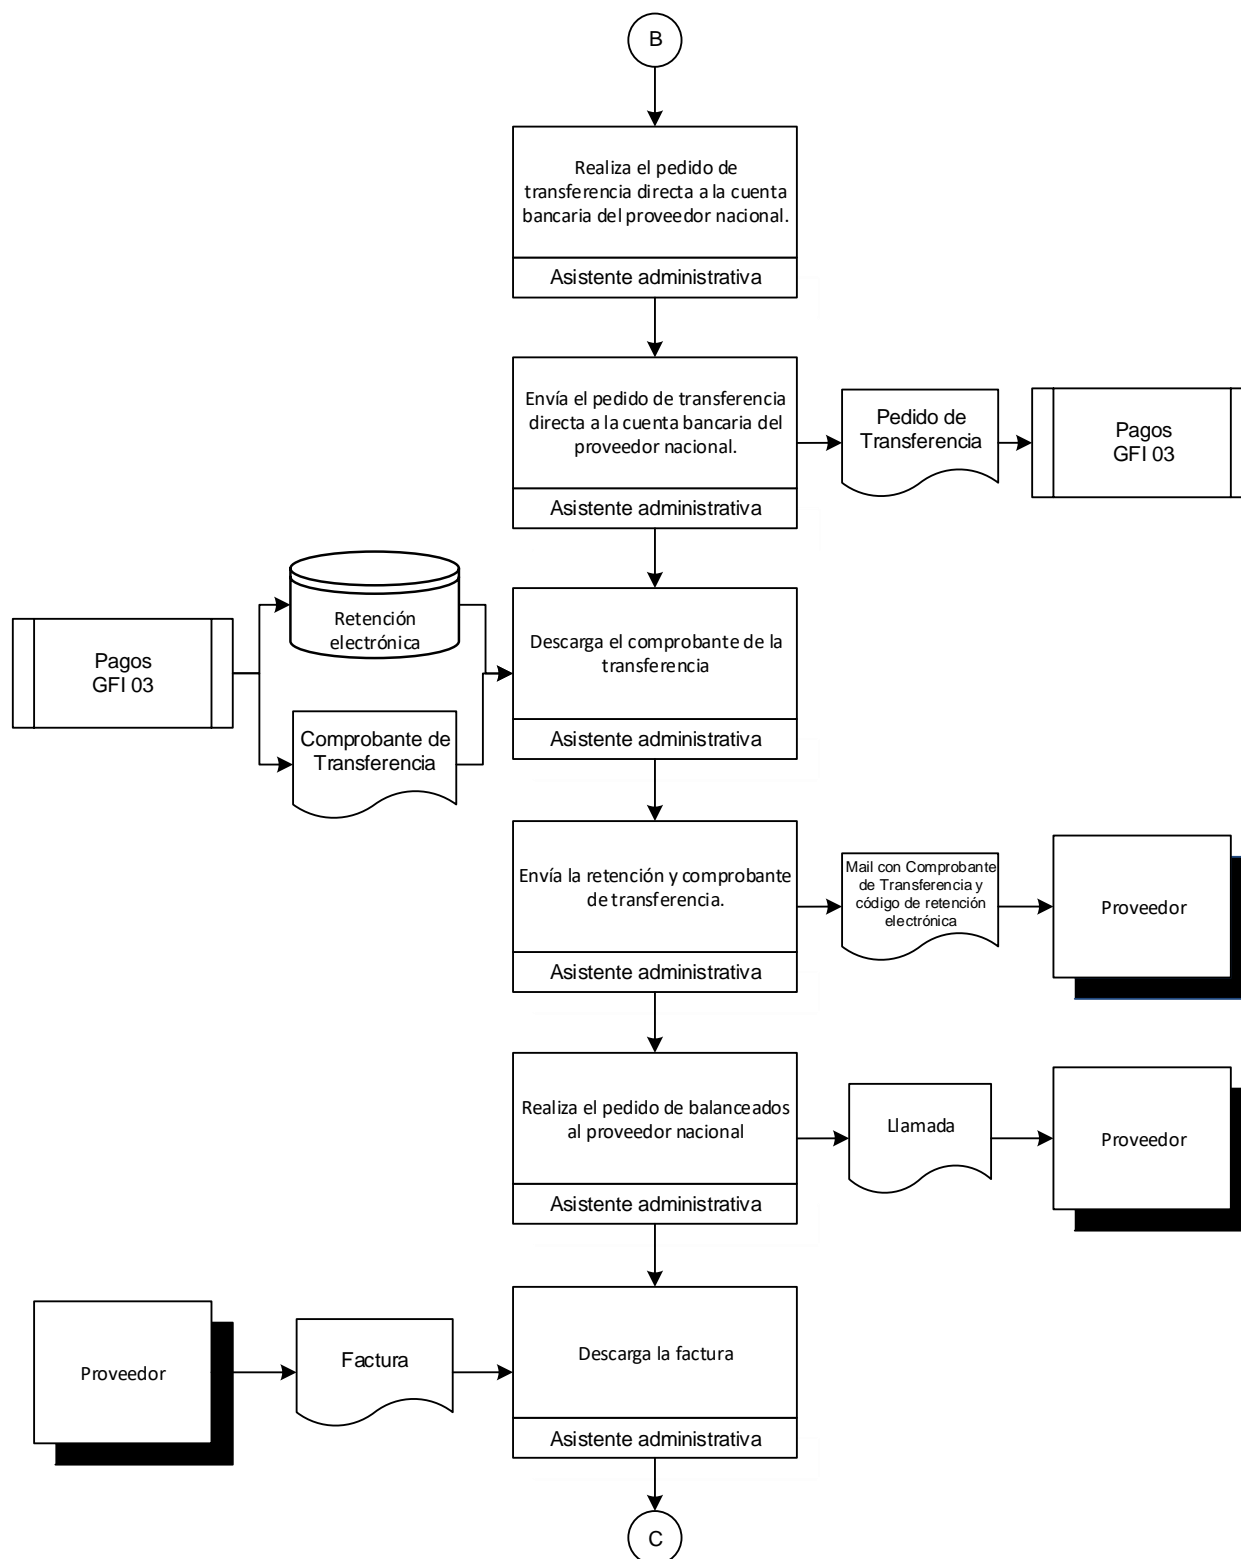 B
Realiza el pedido de
transferencia directa a la cuenta
bancaria del proveedor nacional.
Asistente administrativa
Envía el pedido de transferencia
directa a la cuenta bancaria del
proveedor nacional.
Asistente administrativa
Pedido de
Transferencia
Pagos
GFI 03
Pagos
GFI 03
Retención
electrónica
Comprobante de
Transferencia
Descarga el comprobante de la
transferencia
Asistente administrativa
Envía la retención y comprobante
de transferencia.
Asistente administrativa
Mail con Comprobante
de Transferencia y
código de retención
electrónica
Proveedor
Realiza el pedido de balanceados
al proveedor nacional
Asistente administrativa
Llamada
Proveedor
Proveedor
Factura
Descarga la factura
Asistente administrativa
C